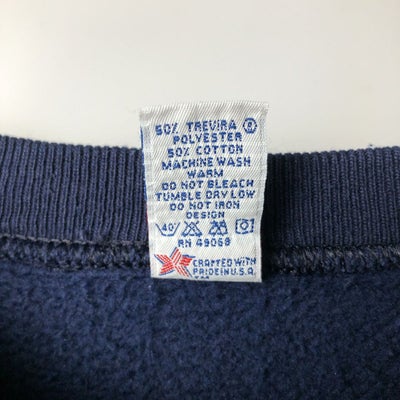 50% TREVIRA ®
POLYESTER
50% COTTON
MACHINE WASH
WARM
DO NOT BLEACH
TUMBLE DRY LOW
DO NOT IRON
DESIGN
40°
RN 49068
CRAFTED WITH
PRIDE IN U.S.A.
TM